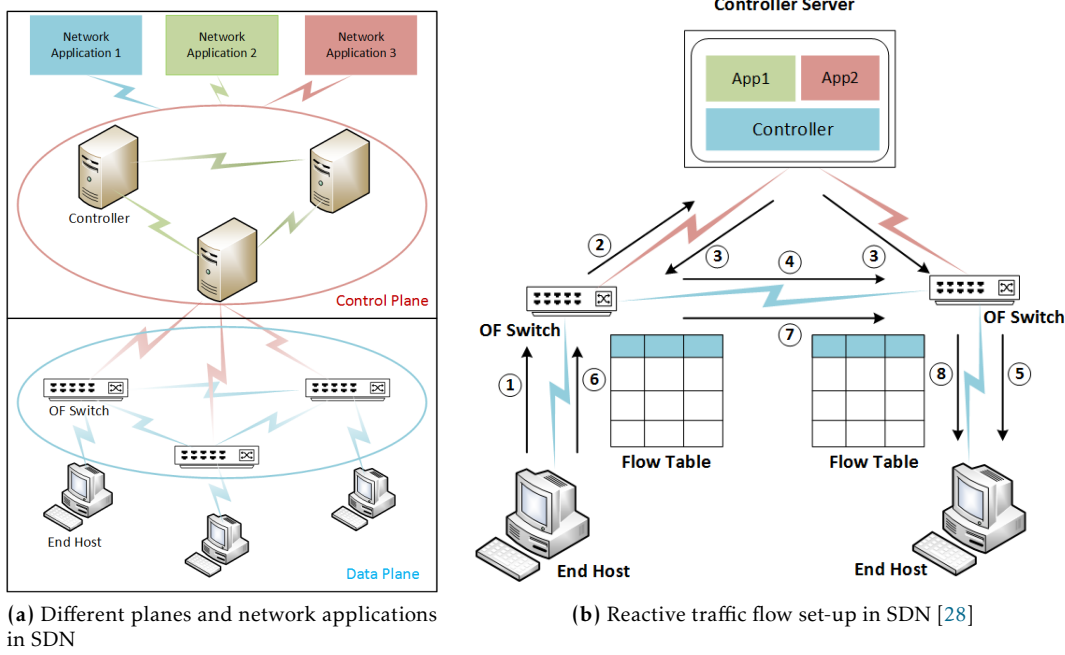 Network
Application 1
Network
Application 2
Network
Application 3
Controller
Control Plane
OF Switch
End Host
Data Plane
(a) Different planes and network applications
in SDN
Controller Server
App1
App2
Controller
2
3
4
3
OF Switch
OF Switch
7
1
6
8
5
Flow Table
Flow Table
End Host
End Host
(b) Reactive traffic flow set-up in SDN [28]